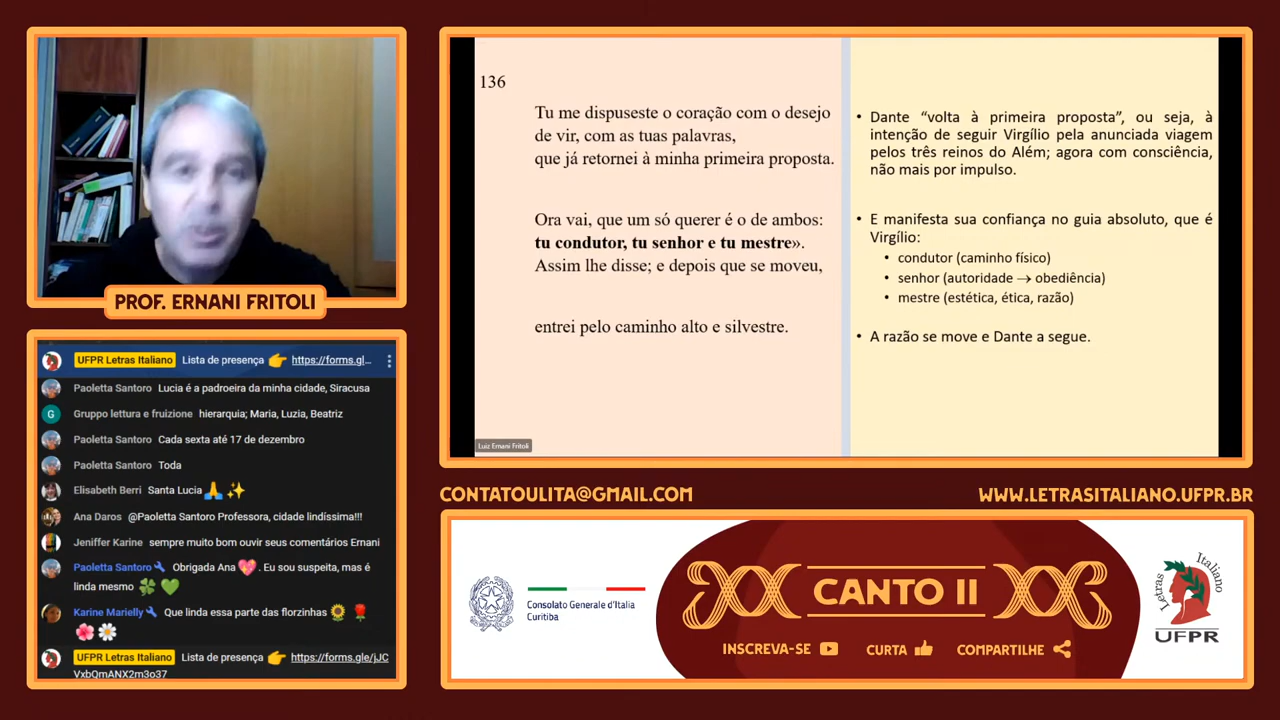 PROF. ERNANI FRITOLI
UFPR Letras Italiano Lista de presença 👉 https://forms.gl...
Paoletta Santoro Lucia é a padroeira da minha cidade, Siracusa
G Gruppo lettura e fruizione hierarquia; Maria, Luzia, Beatriz
Paoletta Santoro Cada sexta até 17 de dezembro
Paoletta Santoro Toda
Elisabeth Berri Santa Lucia 🙏 ✨
Ana Daros @Paoletta Santoro Professora, cidade lindíssima!!!
Jeniffer Karine sempre muito bom ouvir seus comentários Ernani
Paoletta Santoro Obrigada Ana 💖. Eu sou suspeita, mas é
linda mesmo 🍀 💚
Karine Marielly Que linda essa parte das florzinhas 🌻 🌹
🌸 🌼
UFPR Letras Italiano Lista de presença 👉 https://forms.gle/jJC
VxbQmANX2m3o37
136
Tu me dispuseste o coração com o desejo
de vir, com as tuas palavras,
que já retornei à minha primeira proposta.
Ora vai, que um só querer é o de ambos:
tu condutor, tu senhor e tu mestre».
Assim lhe disse; e depois que se moveu,
entrei pelo caminho alto e silvestre.
Luiz Ernani Fritoli
• Dante “volta à primeira proposta”, ou seja, à
intenção de seguir Virgílio pela anunciada viagem
pelos três reinos do Além; agora com consciência,
não mais por impulso.
• E manifesta sua confiança no guia absoluto, que é
Virgílio:
• condutor (caminho físico)
• senhor (autoridade → obediência)
• mestre (estética, ética, razão)
• A razão se move e Dante a segue.
CONTATOULITA@GMAIL.COM
WWW.LETRASITALIANO.UFPR.BR
Consolato Generale d'Italia
Curitiba
CANTO II
INSCREVA-SE
CURTA
COMPARTILHE
Letras Italiano
UFPR